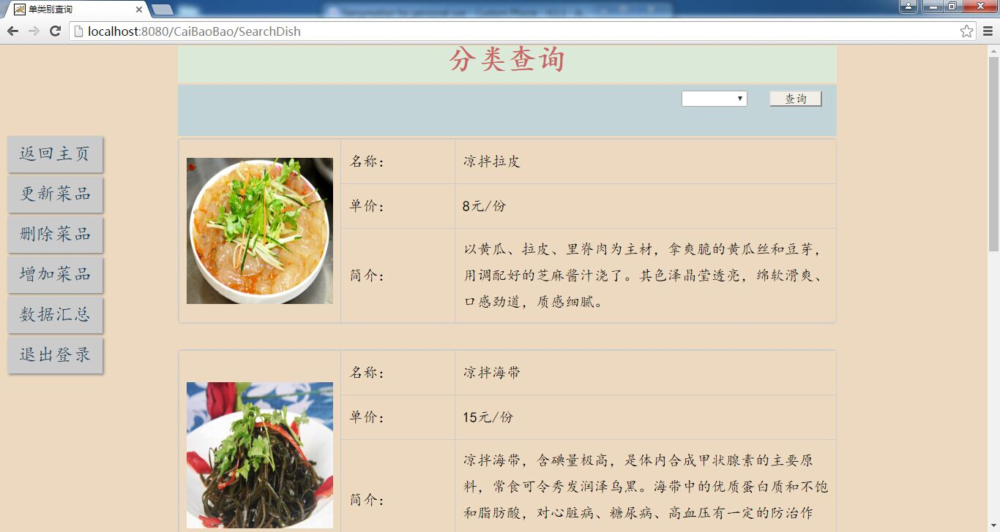 单类别查询
localhost:8080/CaiBaoBao/SearchDish
分类查询
查询
返回主页
更新菜品
删除菜品
增加菜品
数据汇总
退出登录
名称：
凉拌拉皮
单价：
8元/份
简介：
以黄瓜、拉皮、里脊肉为主材，拿爽脆的黄瓜丝和豆芽，
用调配好的芝麻酱汁浇了。其色泽晶莹透亮，绵软滑爽、
口感劲道，质感细腻。
名称：
凉拌海带
单价：
15元/份
简介：
凉拌海带，含碘量极高，是体内合成甲状腺素的主要原
料，常食可令秀发润泽乌黑。海带中的优质蛋白质和不饱
和脂肪酸，对心脏病、糖尿病、高血压有一定的防治作